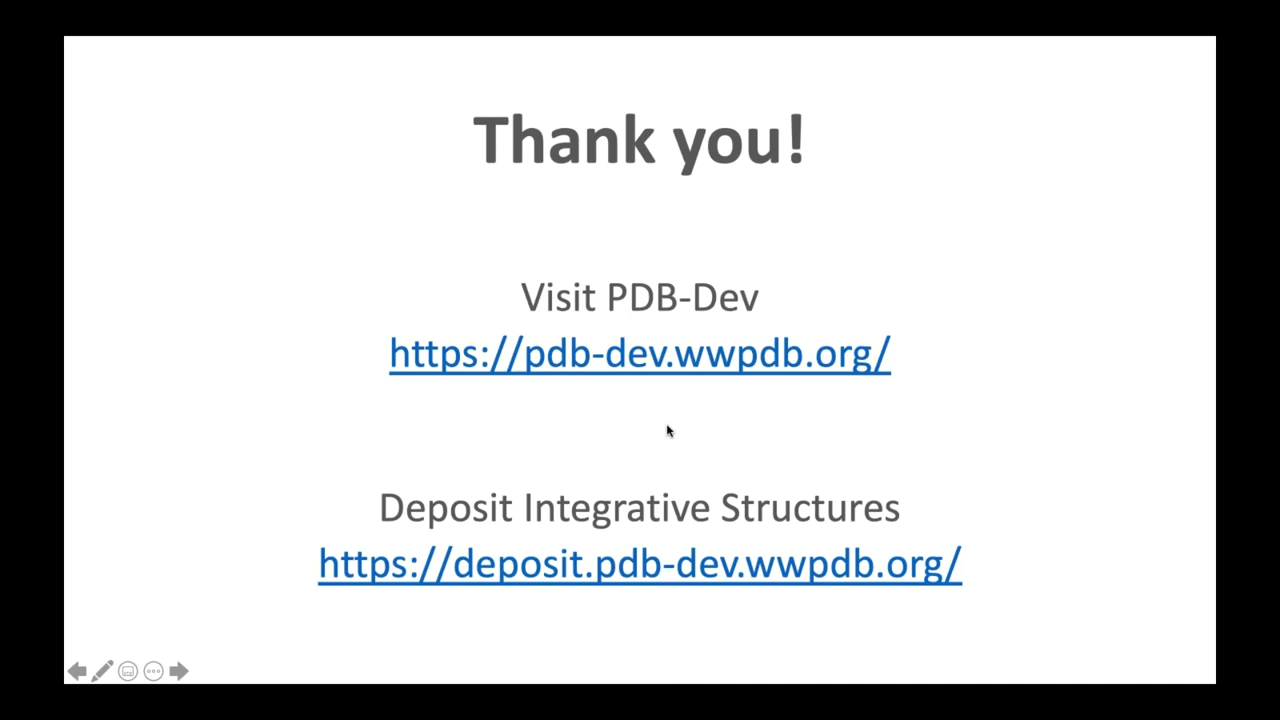 Thank you!
Visit PDB-Dev
https://pdb-dev.wwpdb.org/
Deposit Integrative Structures
https://deposit.pdb-dev.wwpdb.org/